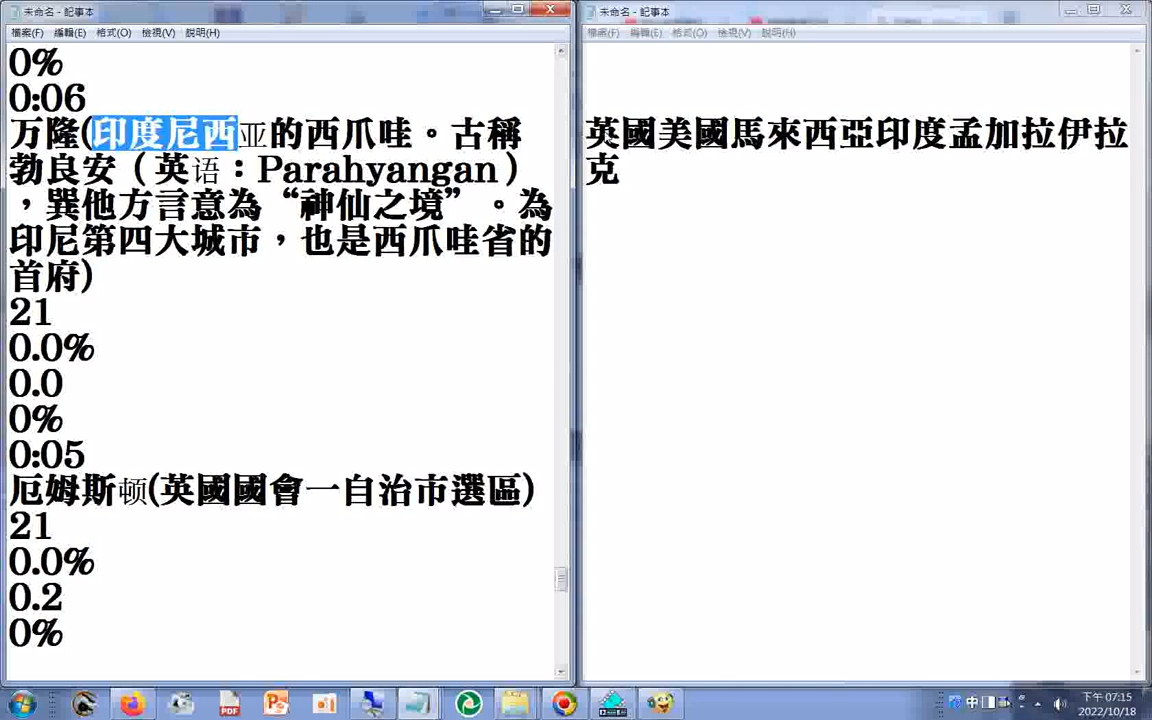 未命名 - 記事本
檔案(F) 編輯(E) 格式(O) 檢視(V) 說明(H)
0%
0:06
万隆(印度尼西亚的西爪哇。古稱
勃良安（英语：Parahyangan）
，巽他方言意為“神仙之境”。為
印尼第四大城市，也是西爪哇省的
首府)
21
0.0%
0.0
0%
0:05
厄姆斯顿(英國國會一自治市選區)
21
0.0%
0.2
0%
未命名 - 記事本
檔案(F) 編輯(E) 格式(O) 檢視(V) 說明(H)
英國美國馬來西亞印度孟加拉伊拉
克
PDF
中
下午 07:15
2022/10/18